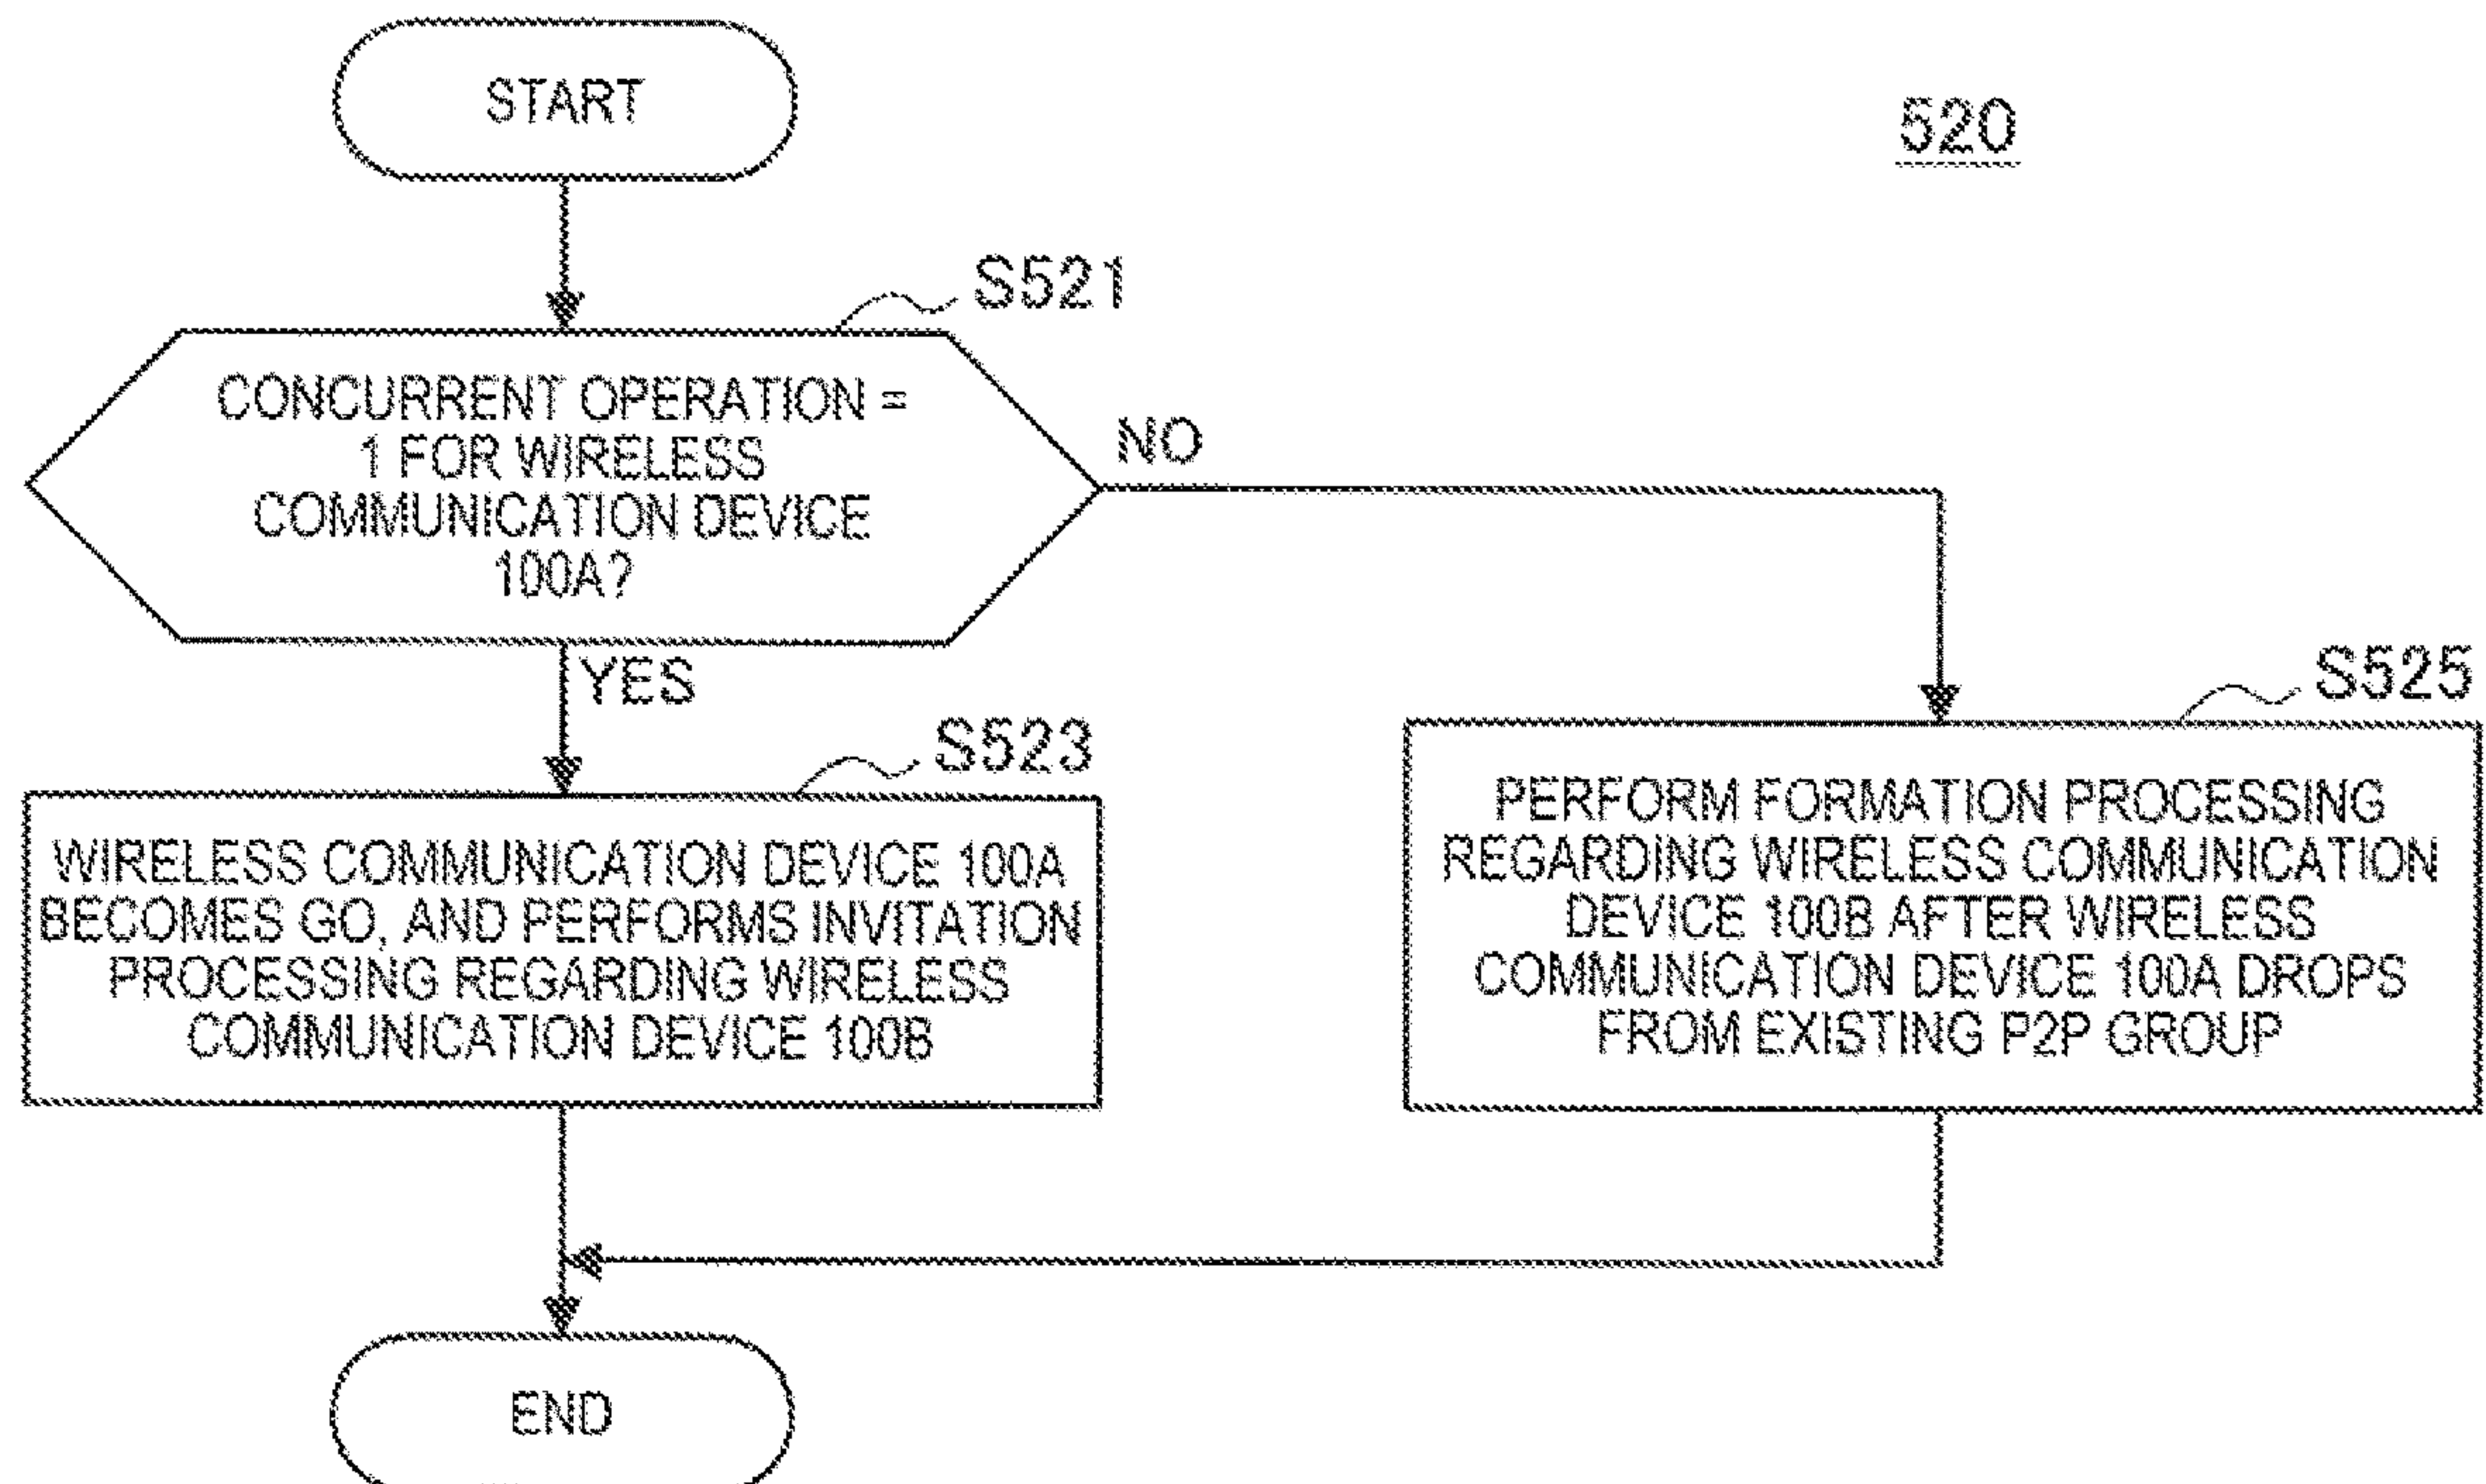 START
520
S521
CONCURRENT OPERATION =
1 FOR WIRELESS
COMMUNICATION DEVICE
100A?
NO
YES
S523
WIRELESS COMMUNICATION DEVICE 100A
BECOMES GO, AND PERFORMS INVITATION
PROCESSING REGARDING WIRELESS
COMMUNICATION DEVICE 100B
S525
PERFORM FORMATION PROCESSING
REGARDING WIRELESS COMMUNICATION
DEVICE 100B AFTER WIRELESS
COMMUNICATION DEVICE 100A DROPS
FROM EXISTING P2P GROUP
END